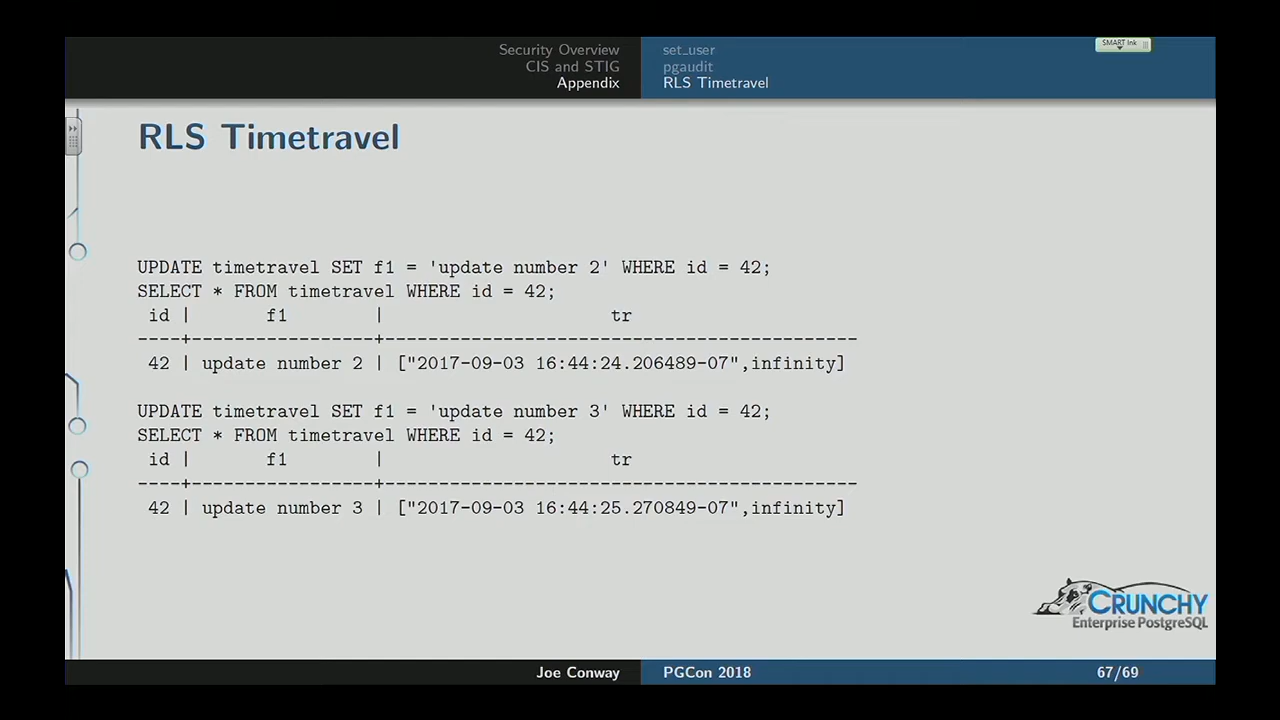 Security Overview
CIS and STIG
Appendix
set_user
pgaudit
RLS Timetravel
SMART Ink
RLS Timetravel
UPDATE timetravel SET f1 = 'update number 2' WHERE id = 42;
SELECT * FROM timetravel WHERE id = 42;
 id |       f1        |                     tr
----+-----------------+--------------------------------------------
 42 | update number 2 | ["2017-09-03 16:44:24.206489-07",infinity]
UPDATE timetravel SET f1 = 'update number 3' WHERE id = 42;
SELECT * FROM timetravel WHERE id = 42;
 id |       f1        |                     tr
----+-----------------+--------------------------------------------
 42 | update number 3 | ["2017-09-03 16:44:25.270849-07",infinity]
CRUNCHY
Enterprise PostgreSQL
Joe Conway
PGCon 2018
67/69